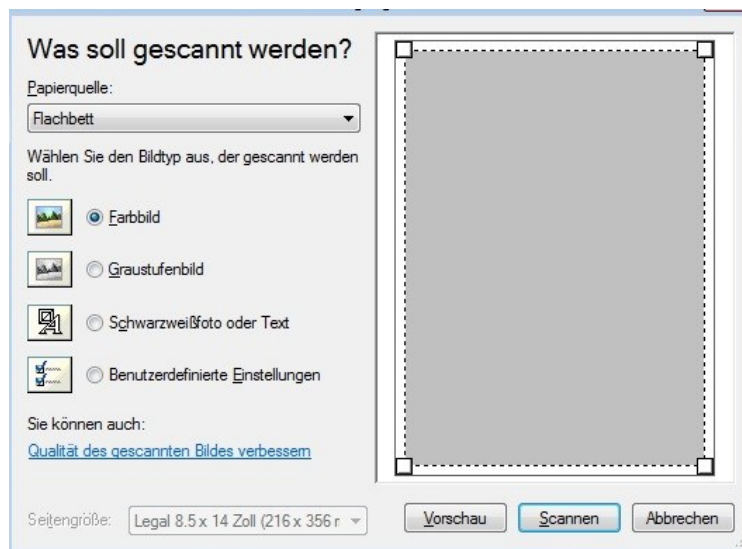 Was soll gescannt werden?
Papierquelle:
Flachbett
Wählen Sie den Bildtyp aus, der gescannt werden
soll.
Farbbild
Graustufenbild
Schwarzweißfoto oder Text
Benutzerdefinierte Einstellungen
Sie können auch:
Qualität des gescannten Bildes verbessern
Seitengröße:
Legal 8.5 x 14 Zoll (216 x 356 r
Vorschau
Scannen
Abbrechen